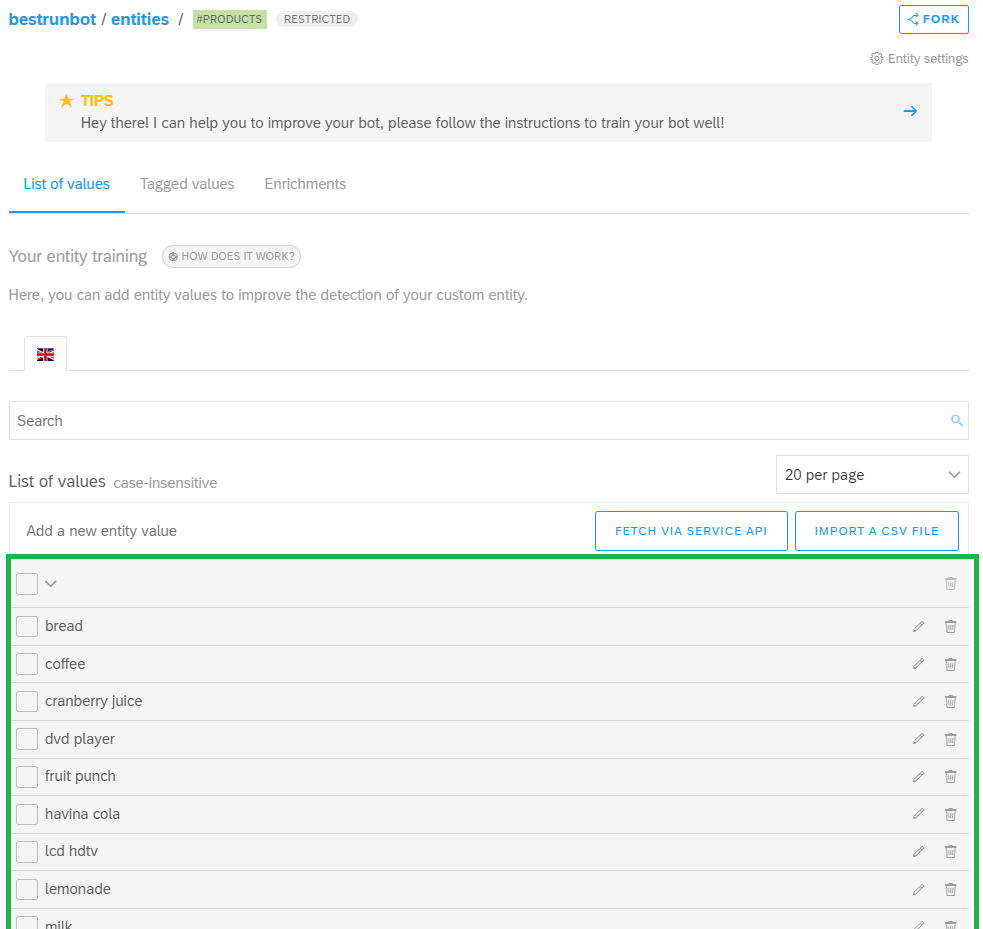 bestrunbot / entities / #PRODUCTS RESTRICTED FORK
Entity settings
TIPS
Hey there! I can help you to improve your bot, please follow the instructions to train your bot well!
List of values Tagged values Enrichments
Your entity training HOW DOES IT WORK?
Here, you can add entity values to improve the detection of your custom entity.
Search
List of values case-insensitive 20 per page
Add a new entity value FETCH VIA SERVICE API IMPORT A CSV FILE
bread
coffee
cranberry juice
dvd player
fruit punch
havina cola
lcd hdtv
lemonade
milk